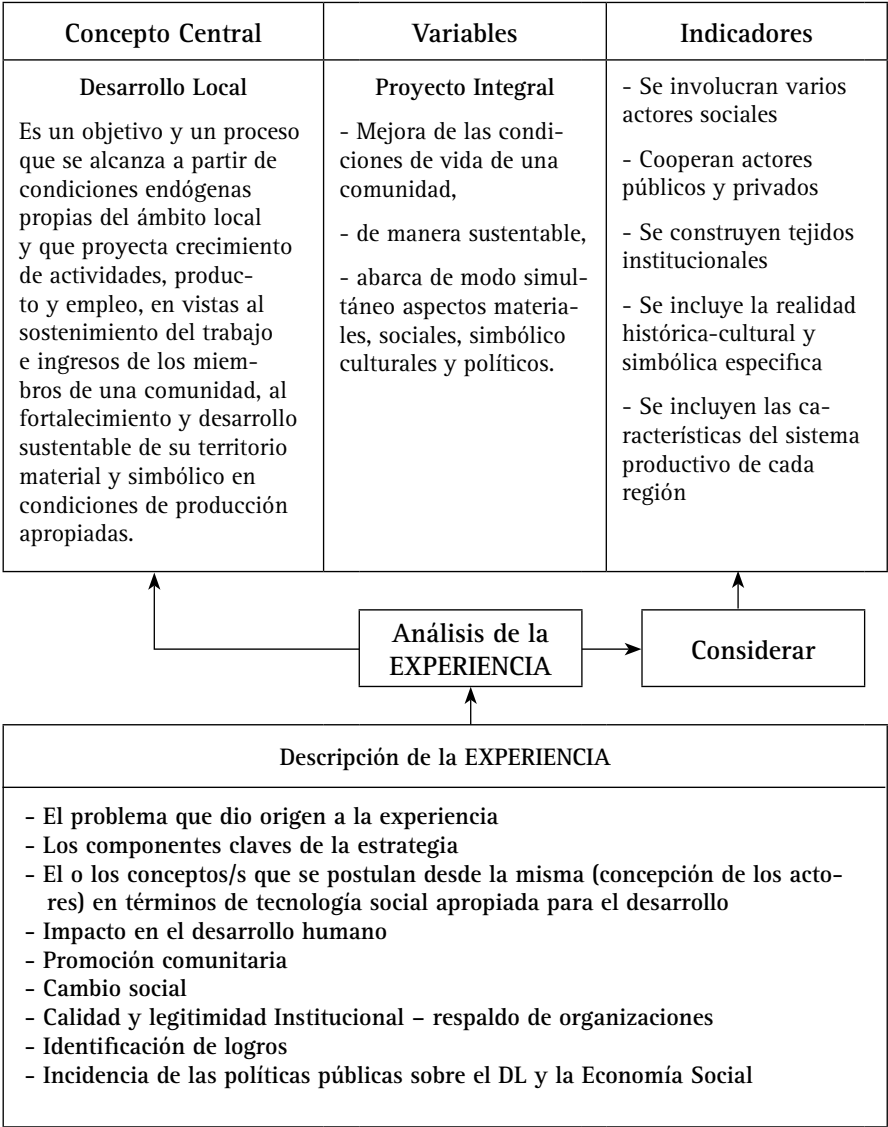 Concepto Central
Variables
Indicadores
Desarrollo Local
Es un objetivo y un proceso
que se alcanza a partir de
condiciones endógenas
propias del ámbito local
y que proyecta crecimiento
de actividades, produc-
to y empleo, en vistas al
sostenimiento del trabajo
e ingresos de los miem-
bros de una comunidad, al
fortalecimiento y desarrollo
sustentable de su territorio
material y simbólico en
condiciones de producción
apropiadas.
Proyecto Integral
- Mejora de las condi-
ciones de vida de una
comunidad,
- de manera sustentable,
- abarca de modo simul-
táneo aspectos materia-
les, sociales, simbólico
culturales y políticos.
- Se involucran varios
actores sociales
- Cooperan actores
públicos y privados
- Se construyen tejidos
institucionales
- Se incluye la realidad
histórica-cultural y
simbólica especifica
- Se incluyen las ca-
racterísticas del sistema
productivo de cada
región
Análisis de la
EXPERIENCIA
Considerar
Descripción de la EXPERIENCIA
- El problema que dio origen a la experiencia
- Los componentes claves de la estrategia
- El o los conceptos/s que se postulan desde la misma (concepción de los acto-
res) en términos de tecnología social apropiada para el desarrollo
- Impacto en el desarrollo humano
- Promoción comunitaria
- Cambio social
- Calidad y legitimidad Institucional – respaldo de organizaciones
- Identificación de logros
- Incidencia de las políticas públicas sobre el DL y la Economía Social